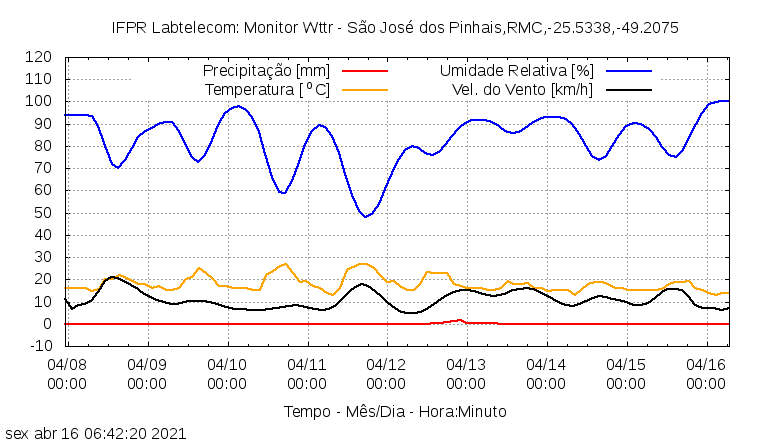 IFPR Labtelecom: Monitor Wttr - São José dos Pinhais,RMC,-25.5338,-49.2075
Precipitação [mm]
Umidade Relativa [%]
Temperatura [⁰C]
Vel. do Vento [km/h]
120
110
100
90
80
70
60
50
40
30
20
10
0
-10
04/08 04/09 04/10 04/11 04/12 04/13 04/14 04/15 04/16
00:00 00:00 00:00 00:00 00:00 00:00 00:00 00:00 00:00
Tempo - Mês/Dia - Hora:Minuto
sex abr 16 06:42:20 2021